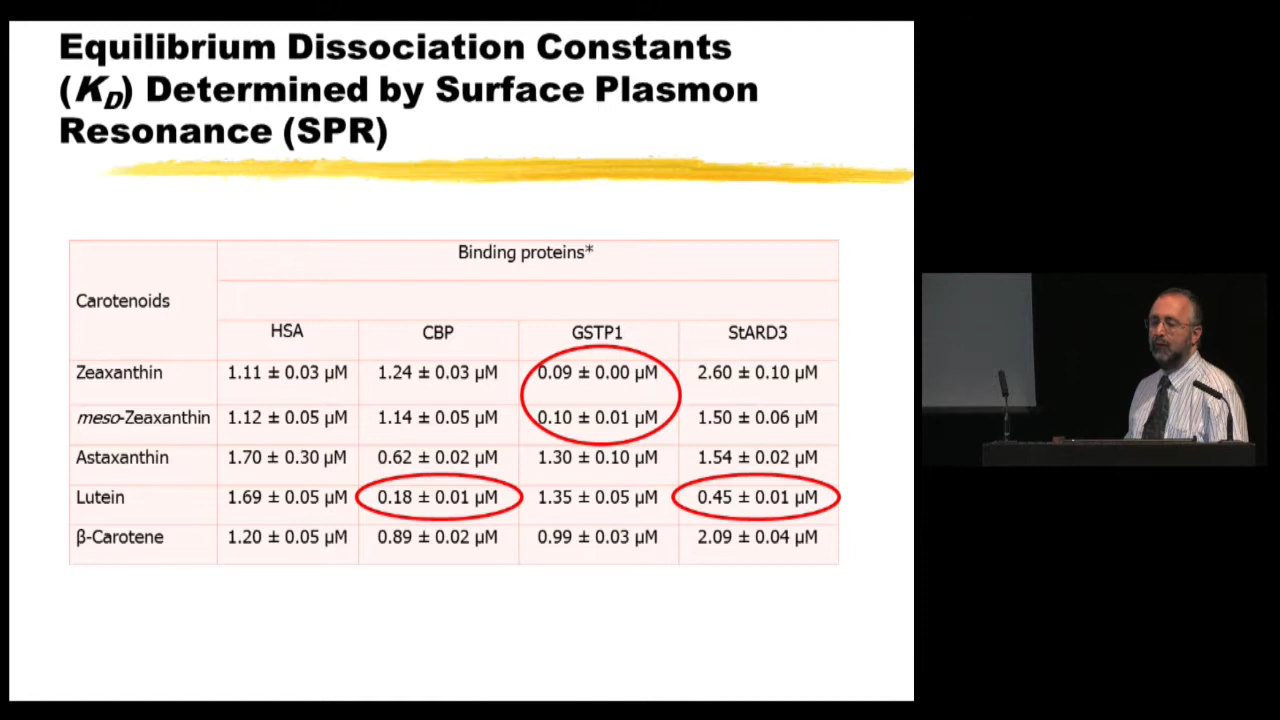 Equilibrium Dissociation Constants
(KD) Determined by Surface Plasmon
Resonance (SPR)
Binding proteins*
Carotenoids
HSA CBP GSTP1 StARD3
Zeaxanthin 1.11 ± 0.03 µM 1.24 ± 0.03 µM 0.09 ± 0.00 µM 2.60 ± 0.10 µM
meso-Zeaxanthin 1.12 ± 0.05 µM 1.14 ± 0.05 µM 0.10 ± 0.01 µM 1.50 ± 0.06 µM
Astaxanthin 1.70 ± 0.30 µM 0.62 ± 0.02 µM 1.30 ± 0.10 µM 1.54 ± 0.02 µM
Lutein 1.69 ± 0.05 µM 0.18 ± 0.01 µM 1.35 ± 0.05 µM 0.45 ± 0.01 µM
β-Carotene 1.20 ± 0.05 µM 0.89 ± 0.02 µM 0.99 ± 0.03 µM 2.09 ± 0.04 µM